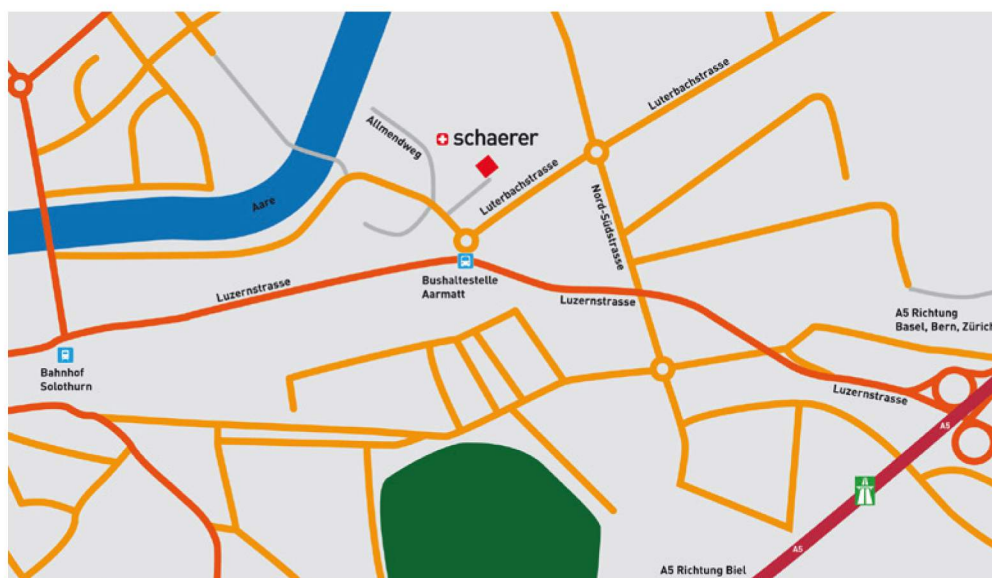 Luterbachstrasse
Allmendweg
schaerer
Luterbachstrasse
Nord-Südstrasse
Aare
Luzernstrasse
Bushaltestelle
Aarmatt
Luzernstrasse
A5 Richtung
Basel, Bern, Zürich
Bahnhof
Solothurn
Luzernstrasse
A5
A5
A5 Richtung Biel